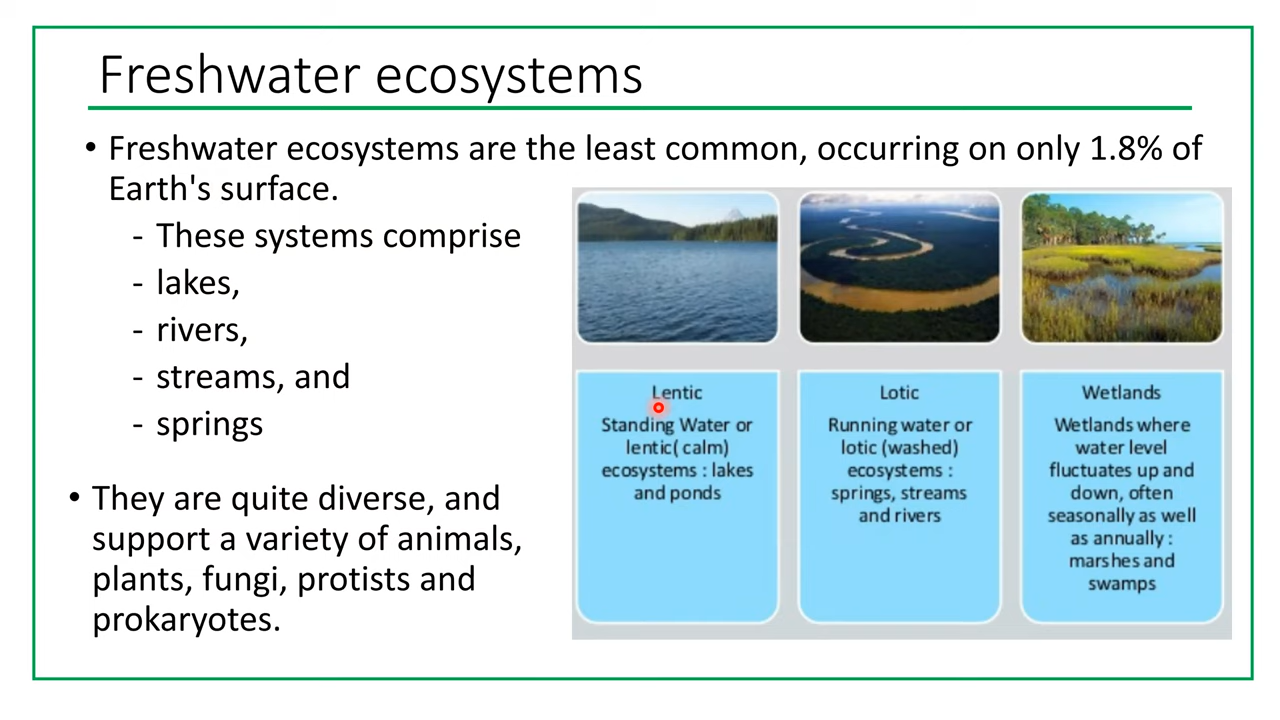 Freshwater ecosystems
• Freshwater ecosystems are the least common, occurring on only 1.8% of
Earth's surface.
- These systems comprise
- lakes,
- rivers,
- streams, and
- springs
• They are quite diverse, and
support a variety of animals,
plants, fungi, protists and
prokaryotes.
Lentic
Standing Water or
lentic( calm)
ecosystems : lakes
and ponds
Lotic
Running water or
lotic (washed)
ecosystems :
springs, streams
and rivers
Wetlands
Wetlands where
water level
fluctuates up and
down, often
seasonally as well
as annually :
marshes and
swamps